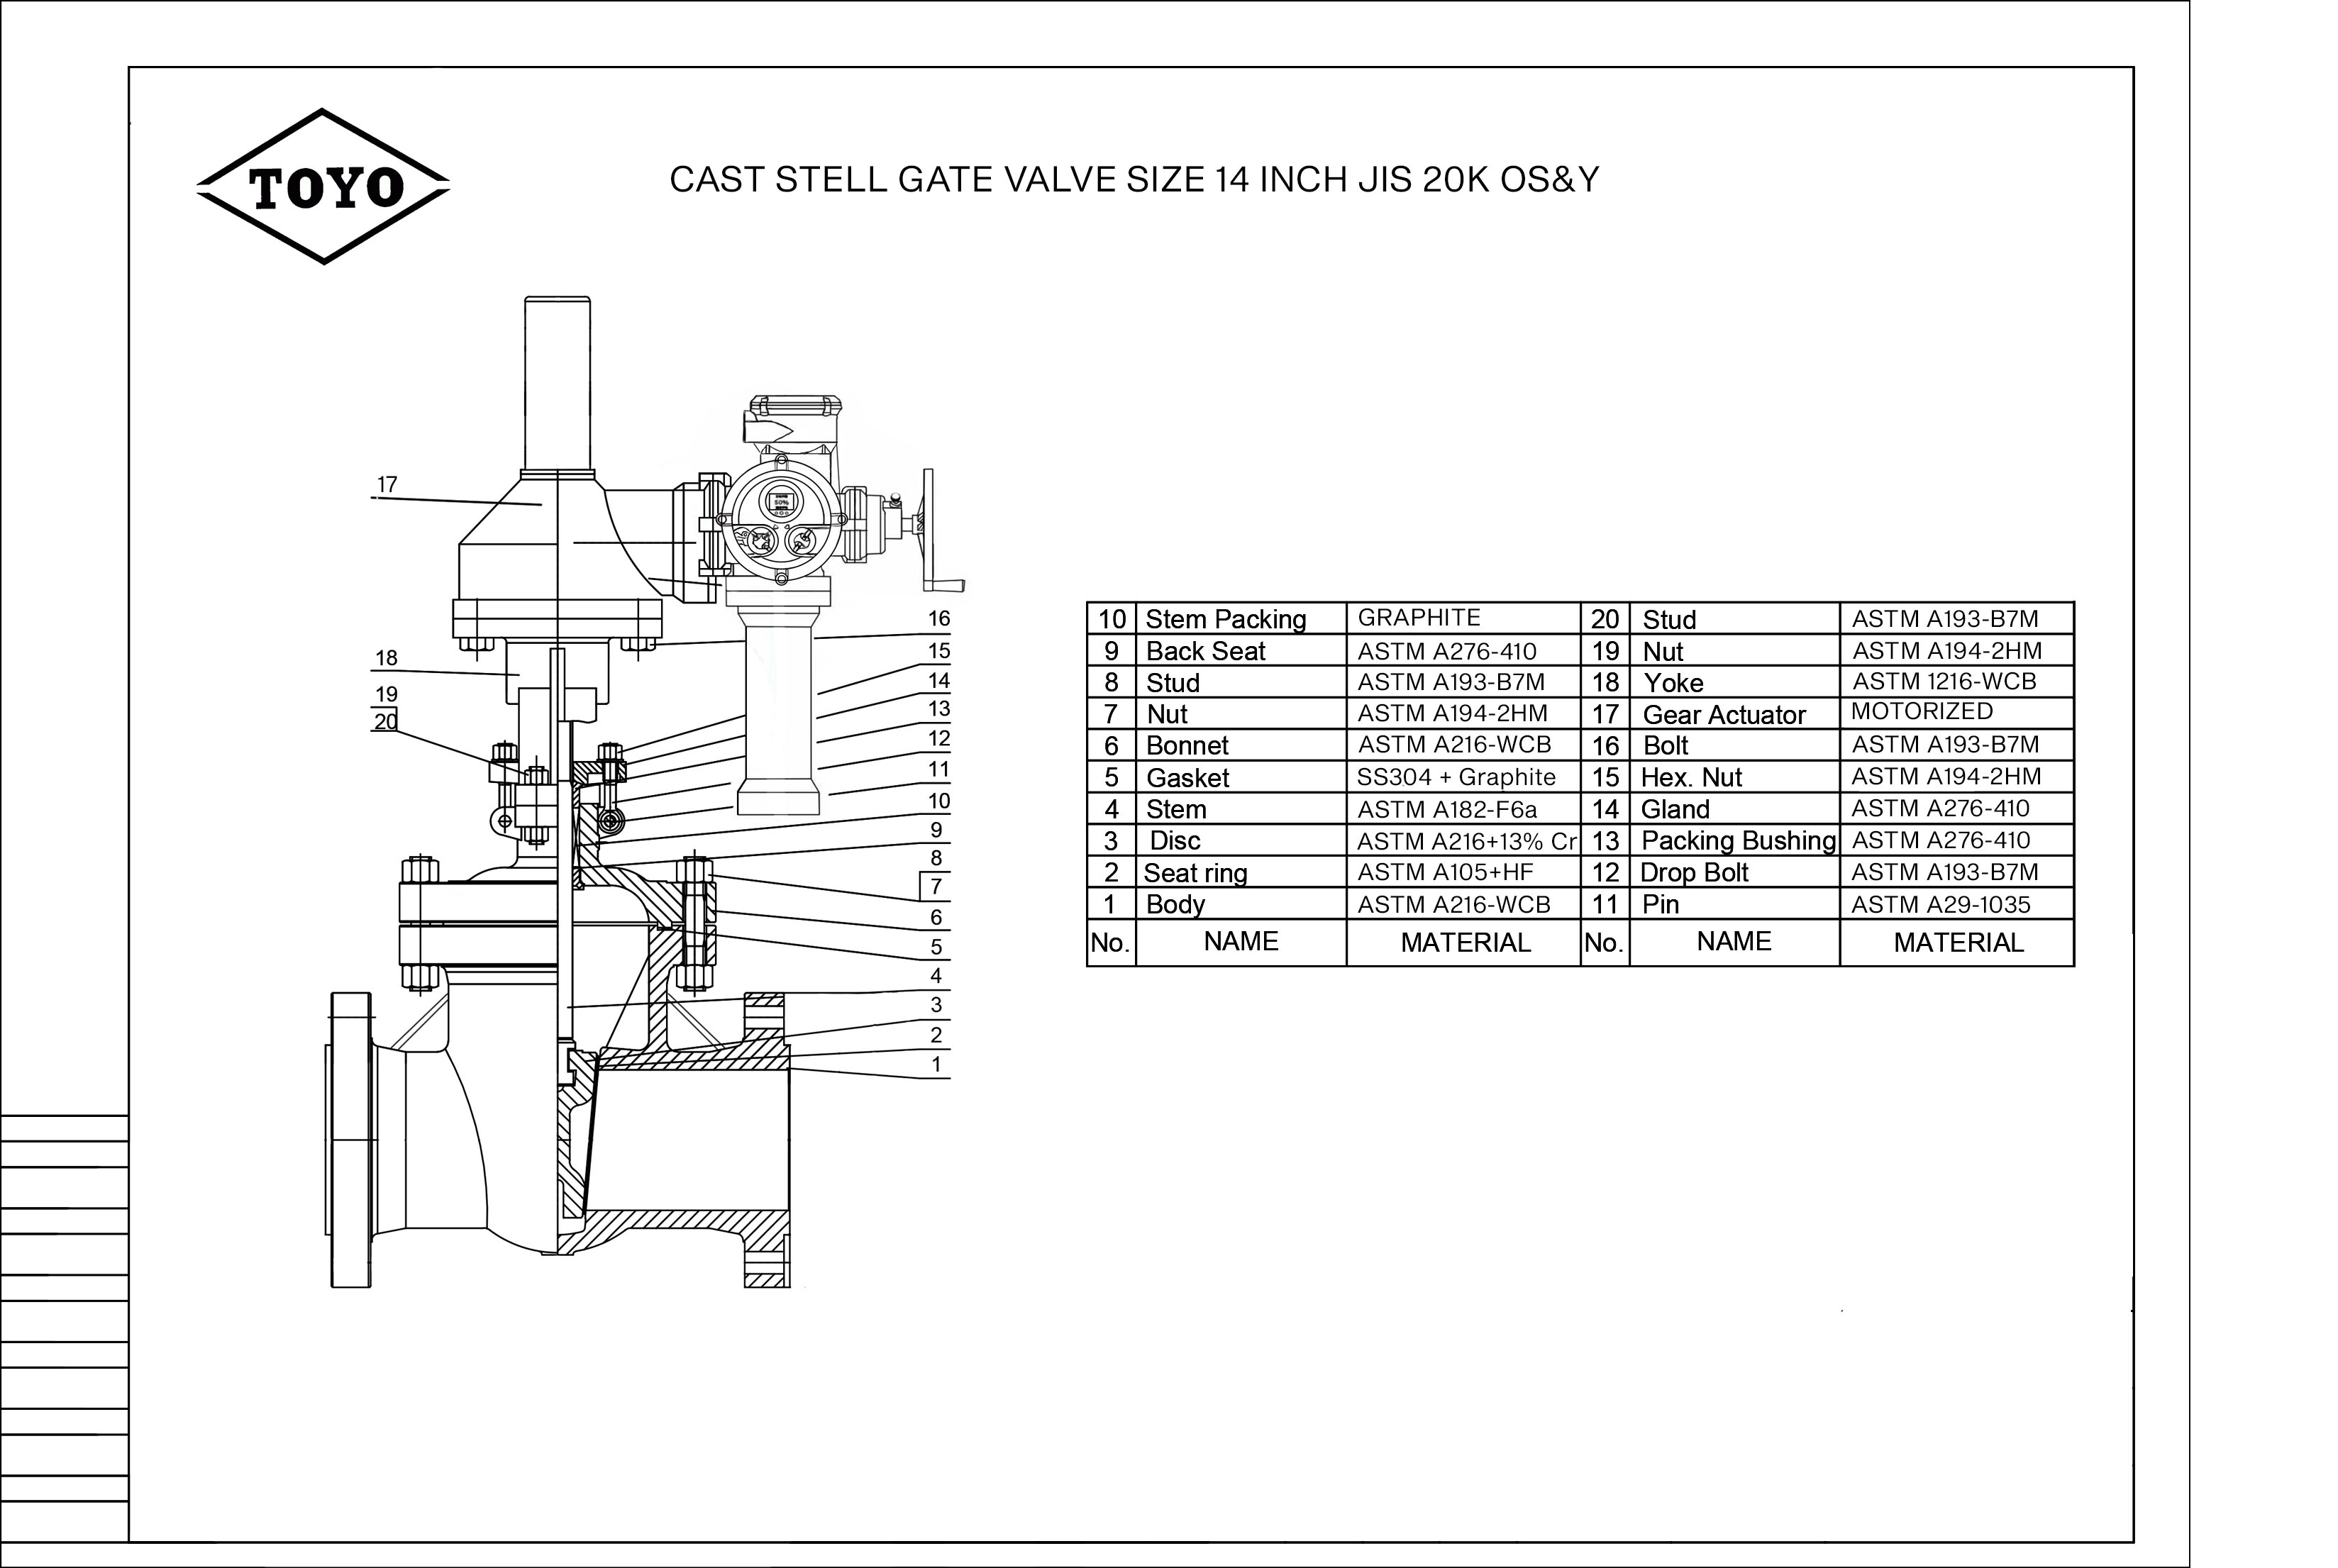 TOYO
CAST STELL GATE VALVE SIZE 14 INCH JIS 20K OS&Y
50%
17
18
19
20
16
15
14
13
12
11
10
9
8
7
6
5
4
3
2
1
10 Stem Packing GRAPHITE 20 Stud ASTM A193-B7M
9 Back Seat ASTM A276-410 19 Nut ASTM A194-2HM
8 Stud ASTM A193-B7M 18 Yoke ASTM 1216-WCB
7 Nut ASTM A194-2HM 17 Gear Actuator MOTORIZED
6 Bonnet ASTM A216-WCB 16 Bolt ASTM A193-B7M
5 Gasket SS304 + Graphite 15 Hex. Nut ASTM A194-2HM
4 Stem ASTM A182-F6a 14 Gland ASTM A276-410
3 Disc ASTM A216+13% Cr 13 Packing Bushing ASTM A276-410
2 Seat ring ASTM A105+HF 12 Drop Bolt ASTM A193-B7M
1 Body ASTM A216-WCB 11 Pin ASTM A29-1035
No. NAME MATERIAL No. NAME MATERIAL